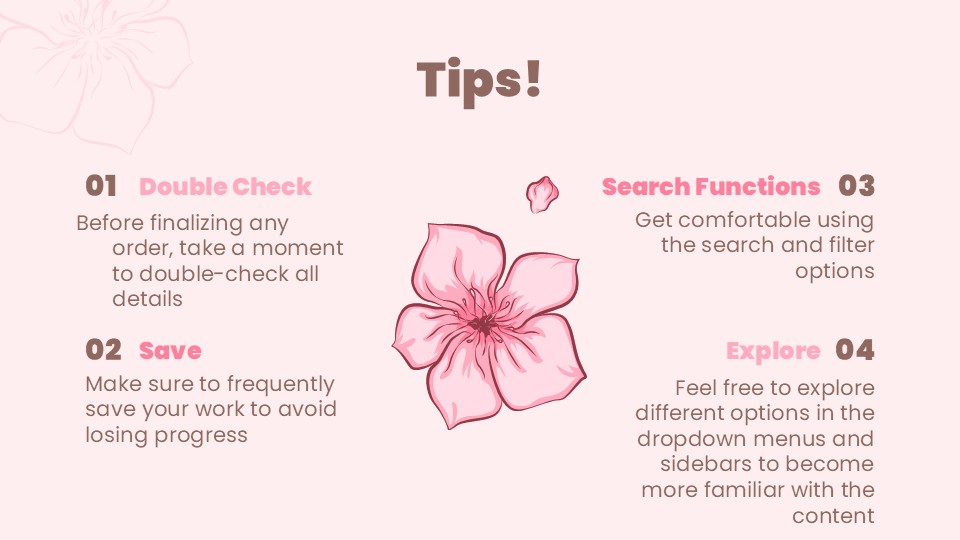 Tips!
01 Double Check
Before finalizing any
order, take a moment
to double-check all
details
02 Save
Make sure to frequently
save your work to avoid
losing progress
Search Functions 03
Get comfortable using
the search and filter
options
Explore 04
Feel free to explore
different options in the
dropdown menus and
sidebars to become
more familiar with the
content